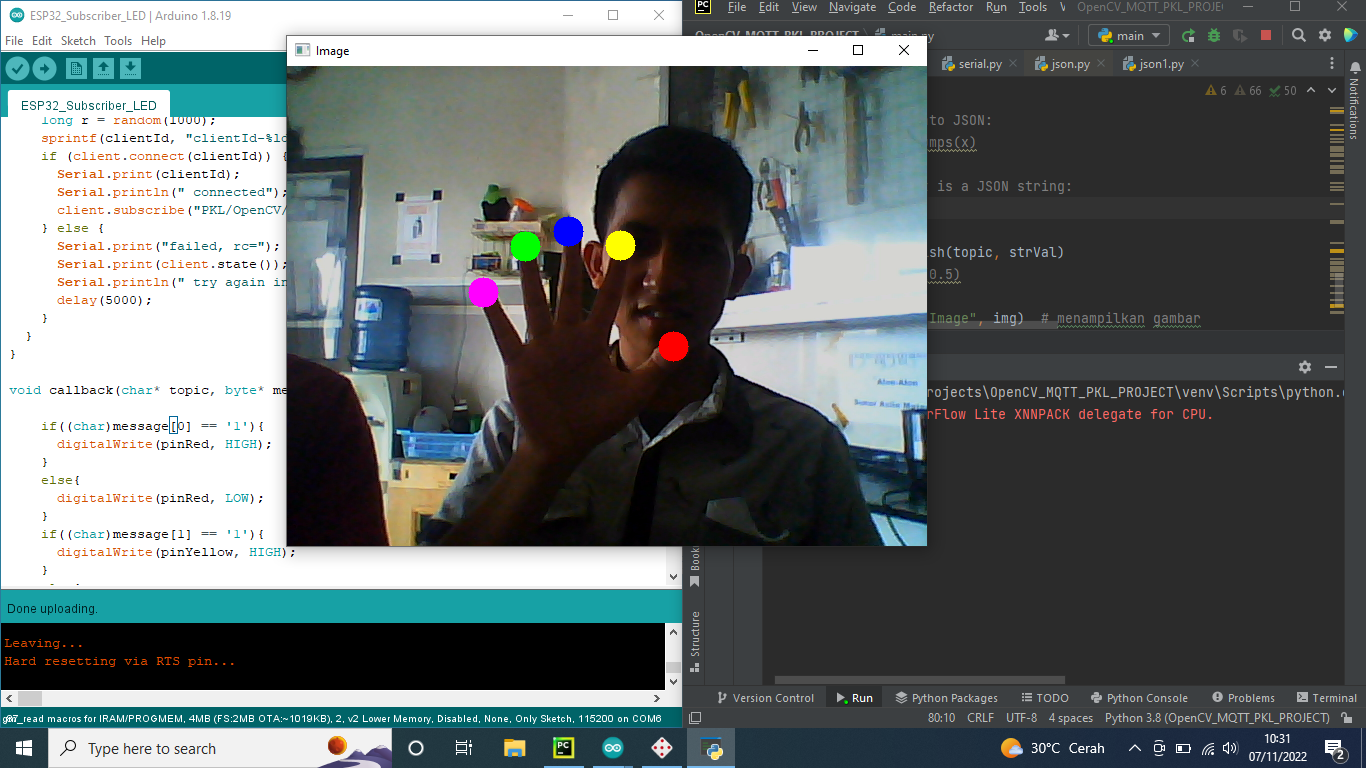 ESP32_Subscriber_LED | Arduino 1.8.19
File Edit Sketch Tools Help
ESP32_Subscriber_LED
long r = random(1000);
sprintf(clientId, "clientId-%l
if (client.connect(clientId)) {
Serial.print(clientId);
Serial.println(" connected");
client.subscribe("PKL/OpenCV/
} else {
Serial.print("failed, rc=");
Serial.print(client.state());
Serial.println(" try again in
delay(5000);
}
}
}
void callback(char* topic, byte* me
if((char)message[0] == '1'){
digitalWrite(pinRed, HIGH);
}
else{
digitalWrite(pinRed, LOW);
}
if((char)message[1] == '1'){
digitalWrite(pinYellow, HIGH);
}
Done uploading.
Leaving...
Hard resetting via RTS pin...
read macros for IRAM/PROGMEM, 4MB (FS:2MB OTA:~1019KB), 2, v2 Lower Memory, Disabled, None, Only Sketch, 115200 on COM6
Image
PC File Edit View Navigate Code Refactor Run Tools V OpenCV_MQTT_PKL_PROJE
OpenCV_MQTT_PKL_PROJECT main.py main
serial.py json.py json1.py
6 66 50
Notifications
to JSON:
mps(x)
is a JSON string:
sh(topic, strVal)
0.5)
Image", img) # menampilkan gambar
rojects\OpenCV_MQTT_PKL_PROJECT\venv\Scripts\python.
rFlow Lite XNNPACK delegate for CPU.
Structure
Version Control Run Python Packages TODO Python Console Problems Terminal
80:10 CRLF UTF-8 4 spaces Python 3.8 (OpenCV_MQTT_PKL_PROJECT)
Type here to search
PC
30°C Cerah
10:31
07/11/2022
2